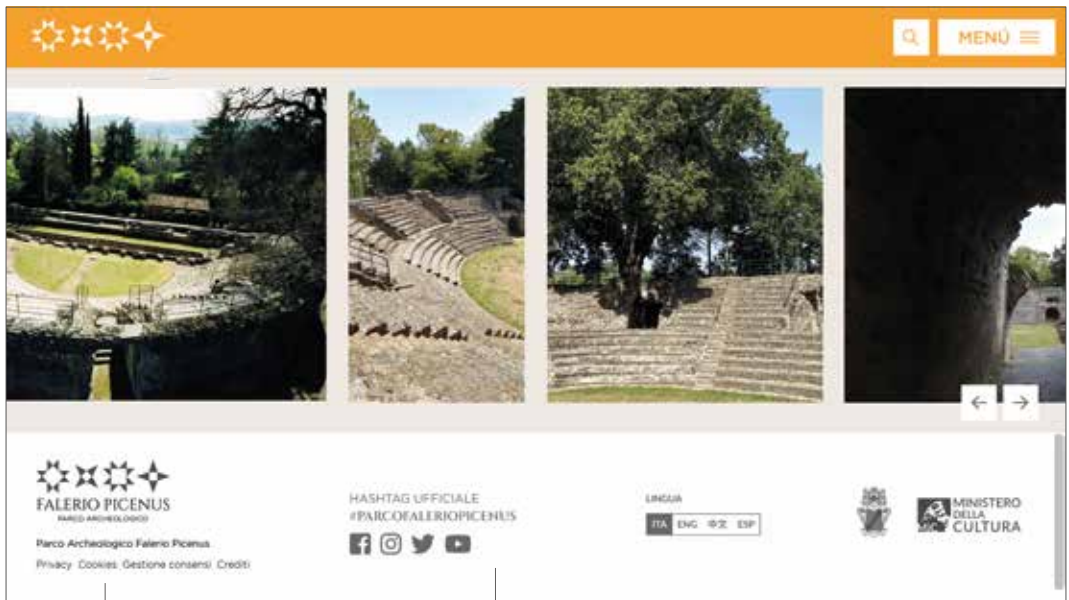 MENÙ
FALERIO PICENUS
PARCO ARCHEOLOGICO
Parco Archeologico Falerio Picenus
Privacy Cookies Gestione consensi Crediti
HASHTAG UFFICIALE
#PARCOFALERIOPICENUS
LINGUA
ITA ENG 中文 ESP
MiC
MINISTERO
DELLA
CULTURA